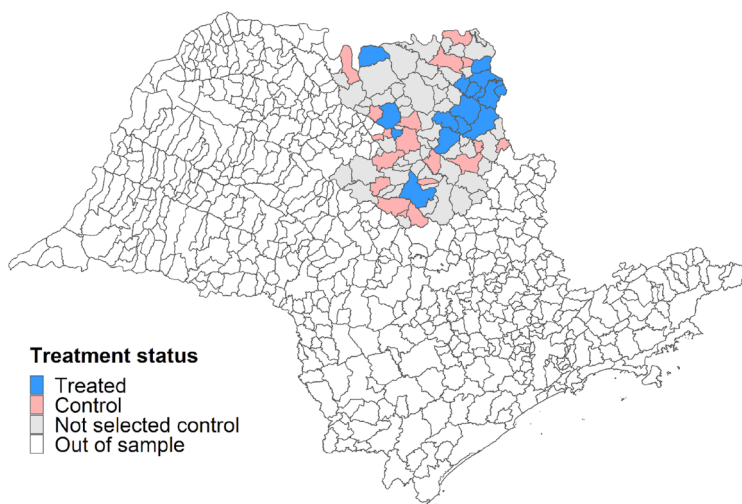 Treatment status
Treated
Control
Not selected control
Out of sample